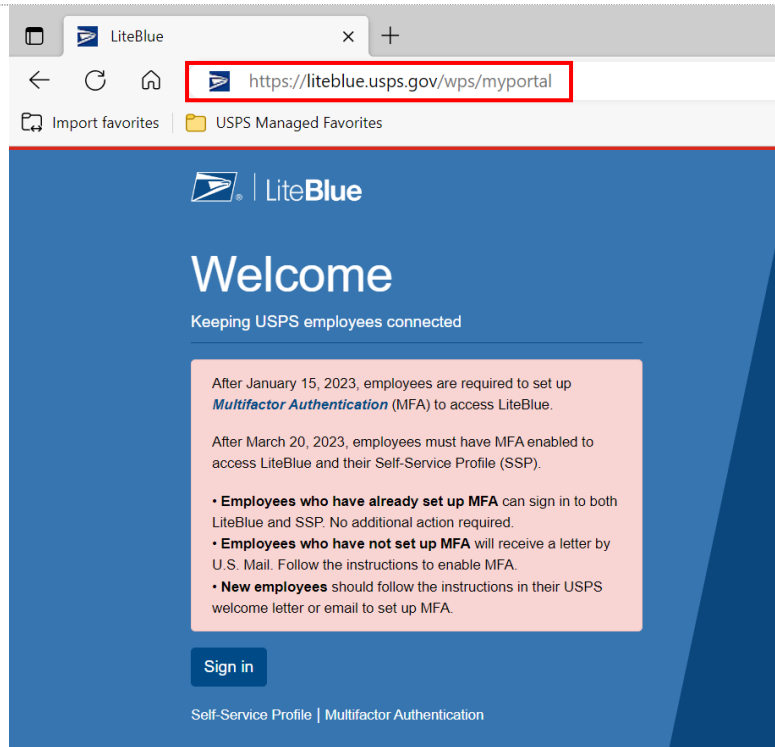 LiteBlue
https://liteblue.usps.gov/wps/myportal
Import favorites
USPS Managed Favorites
LiteBlue
Welcome
Keeping USPS employees connected
After January 15, 2023, employees are required to set up
Multifactor Authentication (MFA) to access LiteBlue.
After March 20, 2023, employees must have MFA enabled to
access LiteBlue and their Self-Service Profile (SSP).
• Employees who have already set up MFA can sign in to both
LiteBlue and SSP. No additional action required.
• Employees who have not set up MFA will receive a letter by
U.S. Mail. Follow the instructions to enable MFA.
• New employees should follow the instructions in their USPS
welcome letter or email to set up MFA.
Sign in
Self-Service Profile | Multifactor Authentication